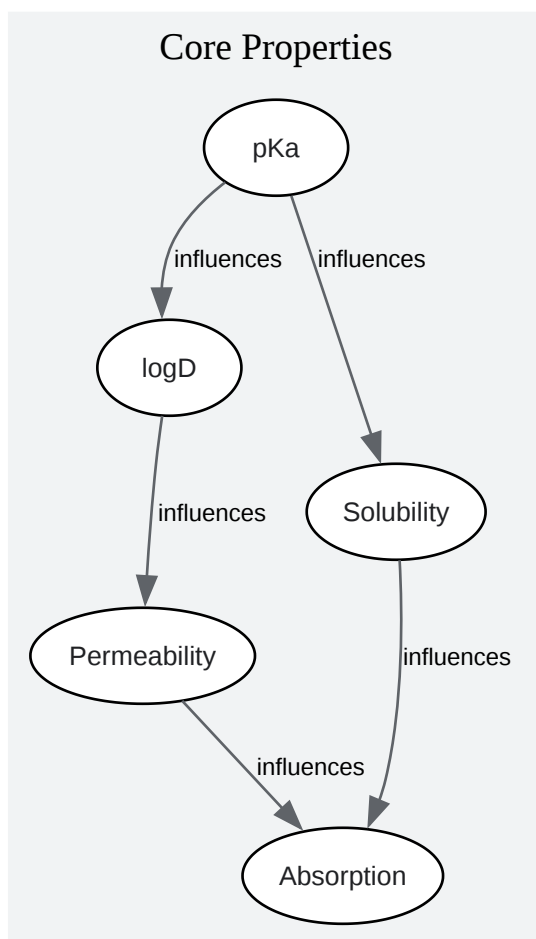 Core Properties
pKa
influences
influences
logD
Solubility
influences
Permeability
influences
influences
Absorption